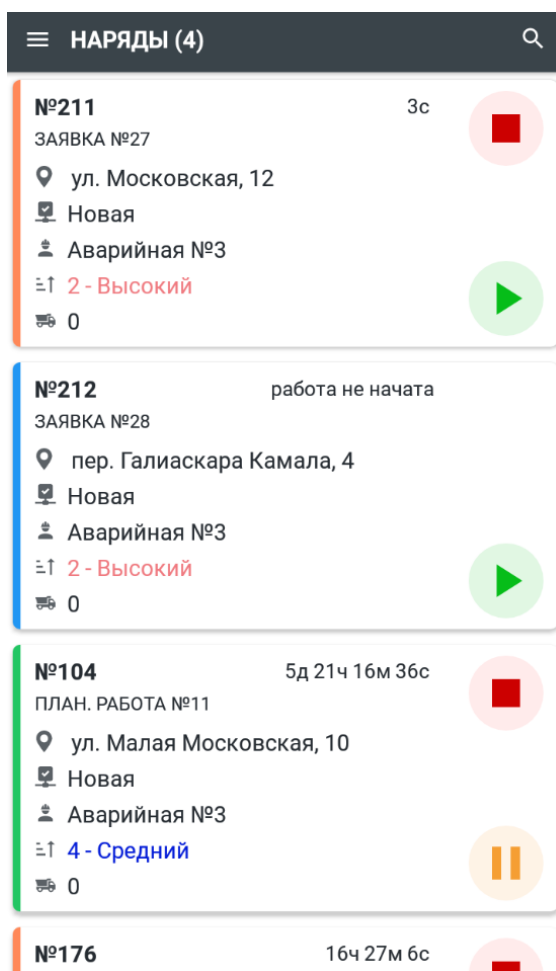 НАРЯДЫ (4)
№211 3с
ЗАЯВКА №27
ул. Московская, 12
Новая
Аварийная №3
2 - Высокий
0
№212 работа не начата
ЗАЯВКА №28
пер. Галиаскара Камала, 4
Новая
Аварийная №3
2 - Высокий
0
№104 5д 21ч 16м 36с
ПЛАН. РАБОТА №11
ул. Малая Московская, 10
Новая
Аварийная №3
4 - Средний
0
№176 16ч 27м 6с